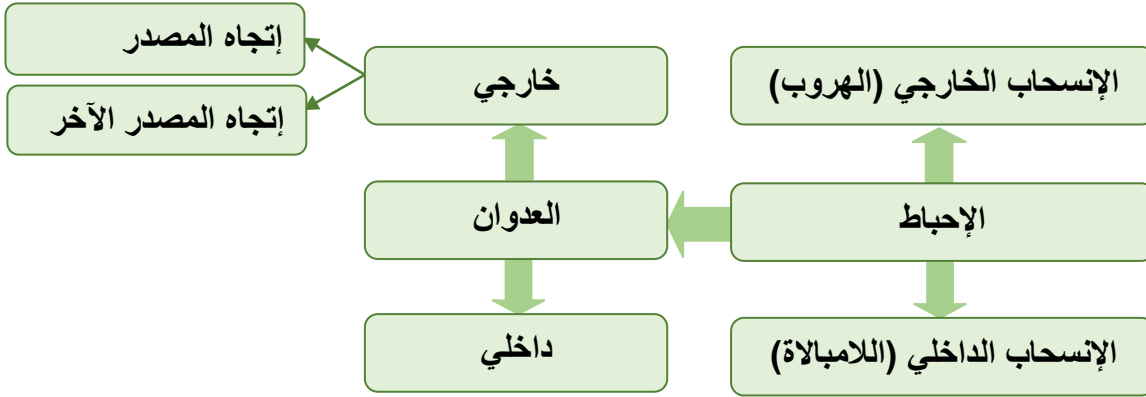 الإنسحاب الخارجي (الهروب)
خارجي
إتجاه المصدر
إتجاه المصدر الآخر
الإحباط
العدوان
الإنسحاب الداخلي (اللامبالاة)
داخلي